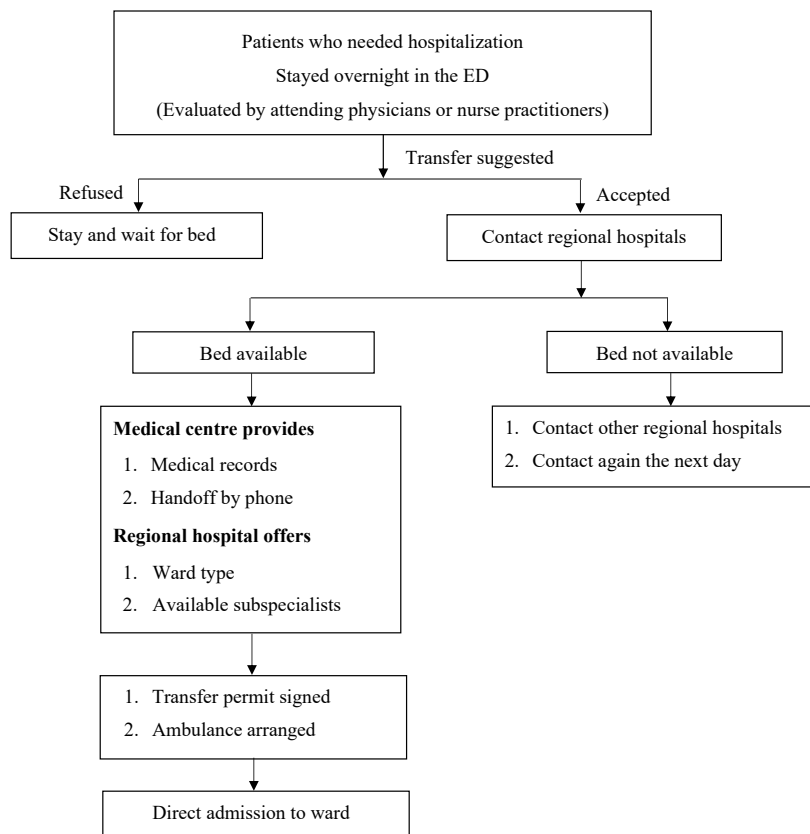 Patients who needed hospitalization
Stayed overnight in the ED
(Evaluated by attending physicians or nurse practitioners)
Transfer suggested
Refused
Accepted
Stay and wait for bed
Contact regional hospitals
Bed available
Bed not available
Medical centre provides
1. Medical records
2. Handoff by phone
Regional hospital offers
1. Ward type
2. Available subspecialists
1. Contact other regional hospitals
2. Contact again the next day
1. Transfer permit signed
2. Ambulance arranged
Direct admission to ward